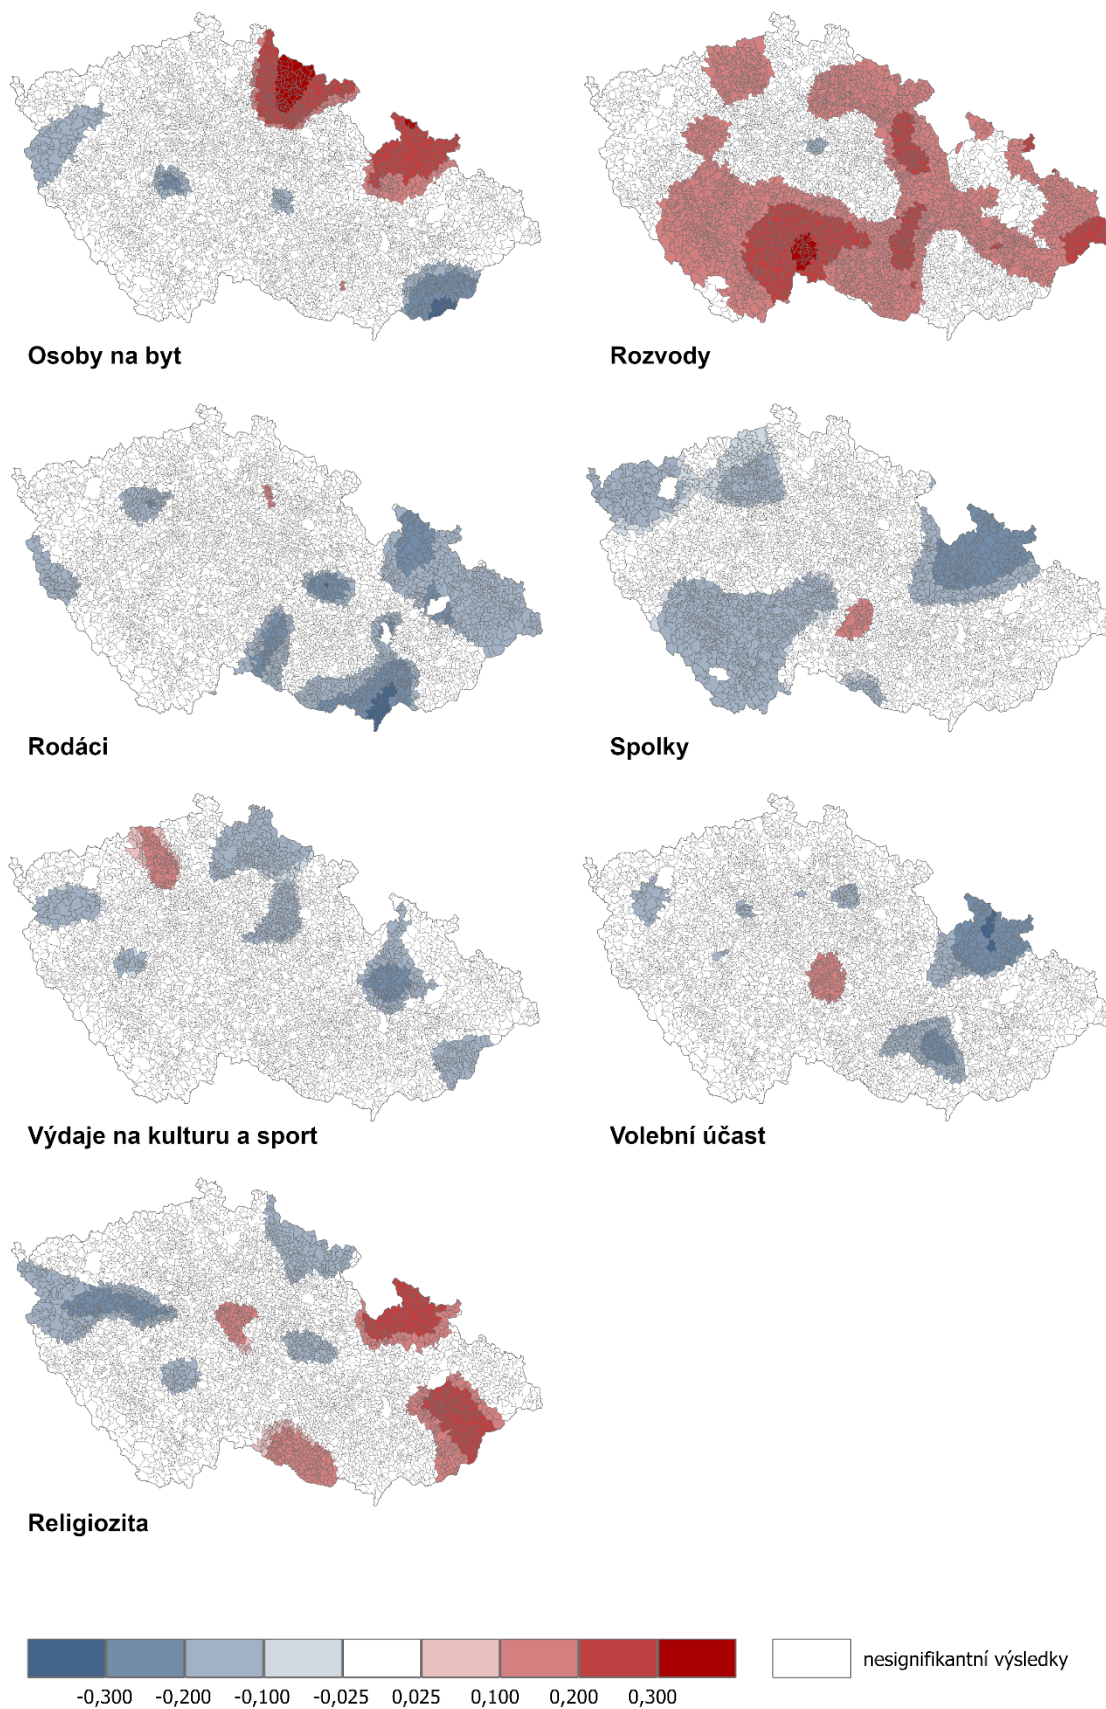 Osoby na byt
Rozvody
Rodáci
Spolky
Výdaje na kulturu a sport
Volební účast
Religiozita
nesignifikantní výsledky
-0,300 -0,200 -0,100 -0,025 0,025 0,100 0,200 0,300